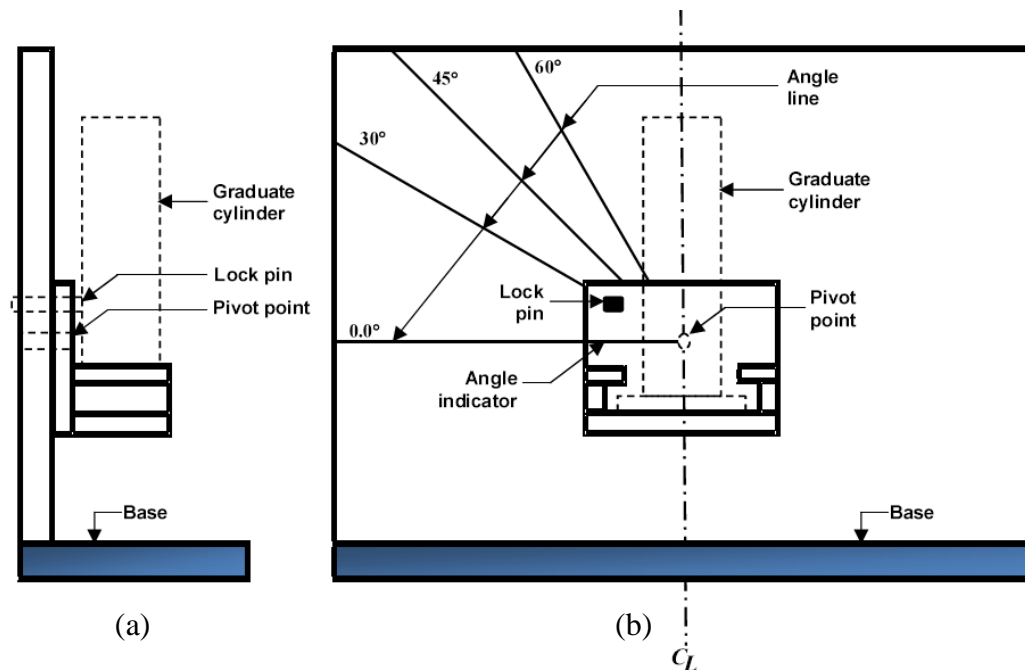 Graduate
cylinder
Lock pin
Pivot point
Base
(a)
60°
45°
30°
0.0°
Angle
line
Graduate
cylinder
Lock
pin
Pivot
point
Angle
indicator
Base
(b)
CL